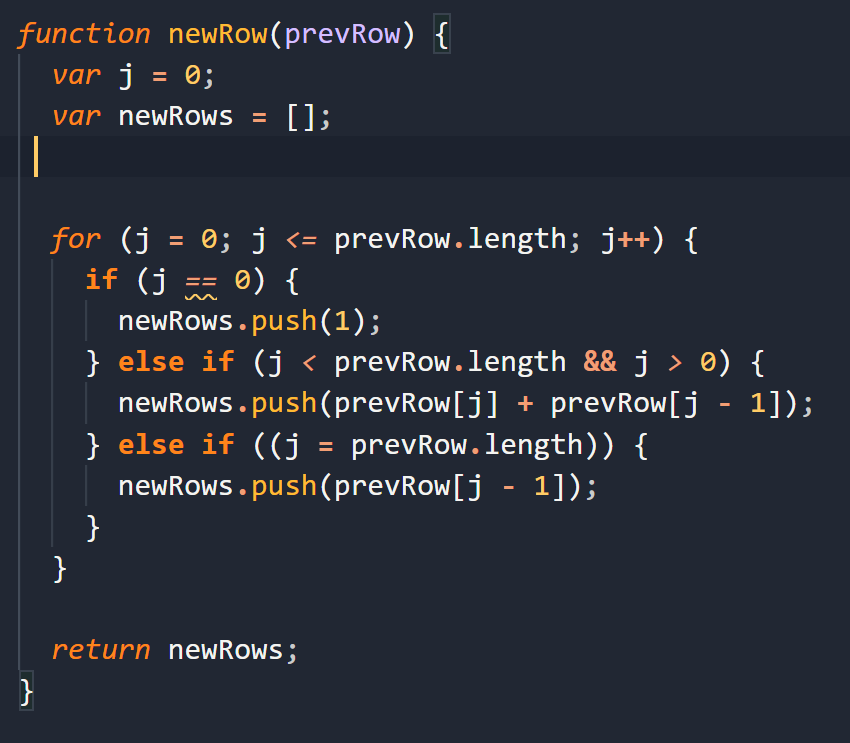 function newRow(prevRow) {
  var j = 0;
  var newRows = [];

  for (j = 0; j <= prevRow.length; j++) {
    if (j == 0) {
      newRows.push(1);
    } else if (j < prevRow.length && j > 0) {
      newRows.push(prevRow[j] + prevRow[j - 1]);
    } else if ((j = prevRow.length)) {
      newRows.push(prevRow[j - 1]);
    }
  }

  return newRows;
}